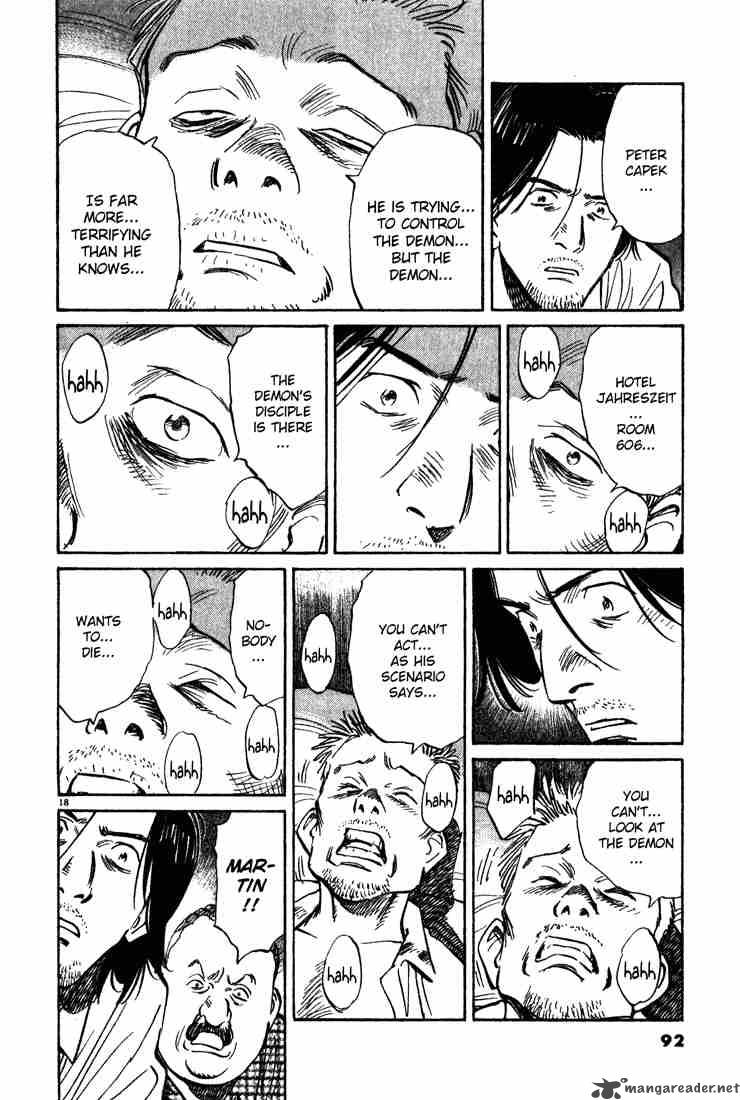 PETER
CAPEK
...
HE IS TRYING...
TO CONTROL
THE DEMON...
BUT THE
DEMON...
IS FAR
MORE...
TERRIFYING
THAN HE
KNOWS...
HOTEL
JAHRESZEIT
...
ROOM
606...
hahh
hahh
THE
DEMON'S
DISCIPLE
IS THERE
...
hahh
hahh
YOU CAN'T
ACT...
AS HIS
SCENARIO
SAYS...
hahh
hahh
hahh
NO-
BODY
...
hahh
hahh
hahh
WANTS
TO...
DIE...
YOU
CAN'T...
LOOK AT
THE DEMON
...
hahh
hahh
18
MAR-
TIN
!!
92
mangareader.net